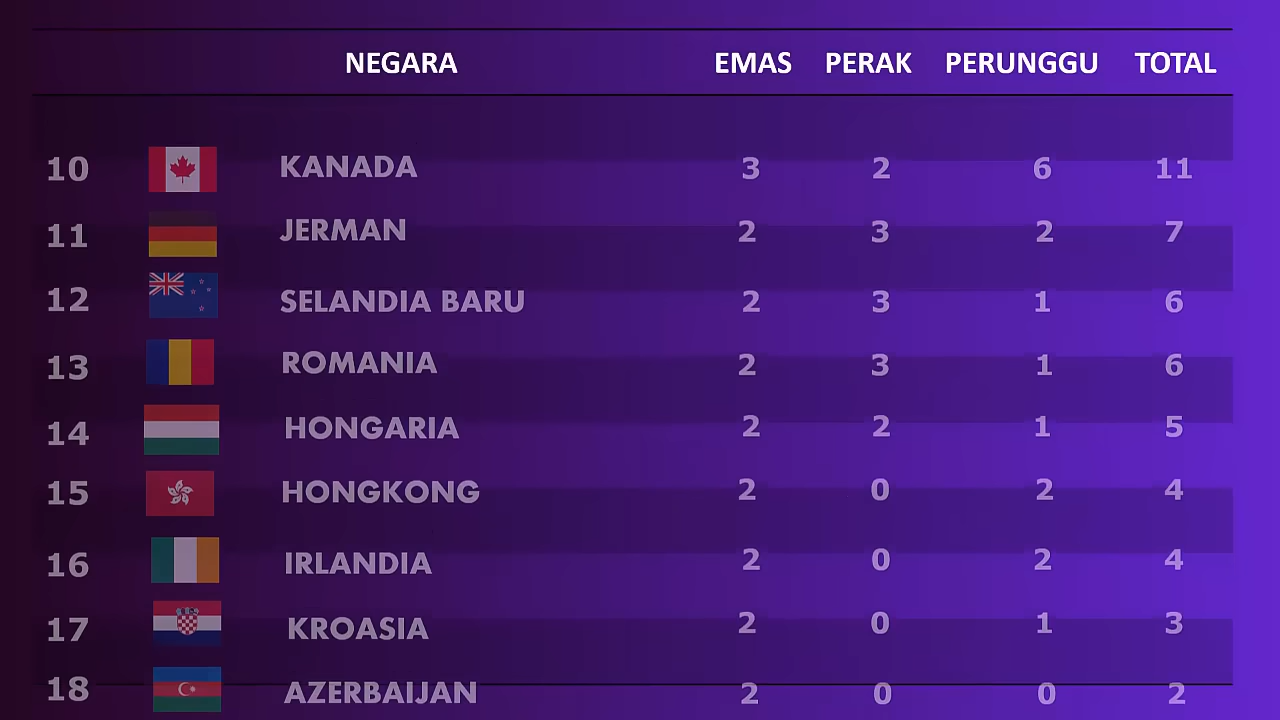 NEGARA EMAS PERAK PERUNGGU TOTAL
10 KANADA 3 2 6 11
11 JERMAN 2 3 2 7
12 SELANDIA BARU 2 3 1 6
13 ROMANIA 2 3 1 6
14 HONGARIA 2 2 1 5
15 HONGKONG 2 0 2 4
16 IRLANDIA 2 0 2 4
17 KROASIA 2 0 1 3
18 AZERBAIJAN 2 0 0 2